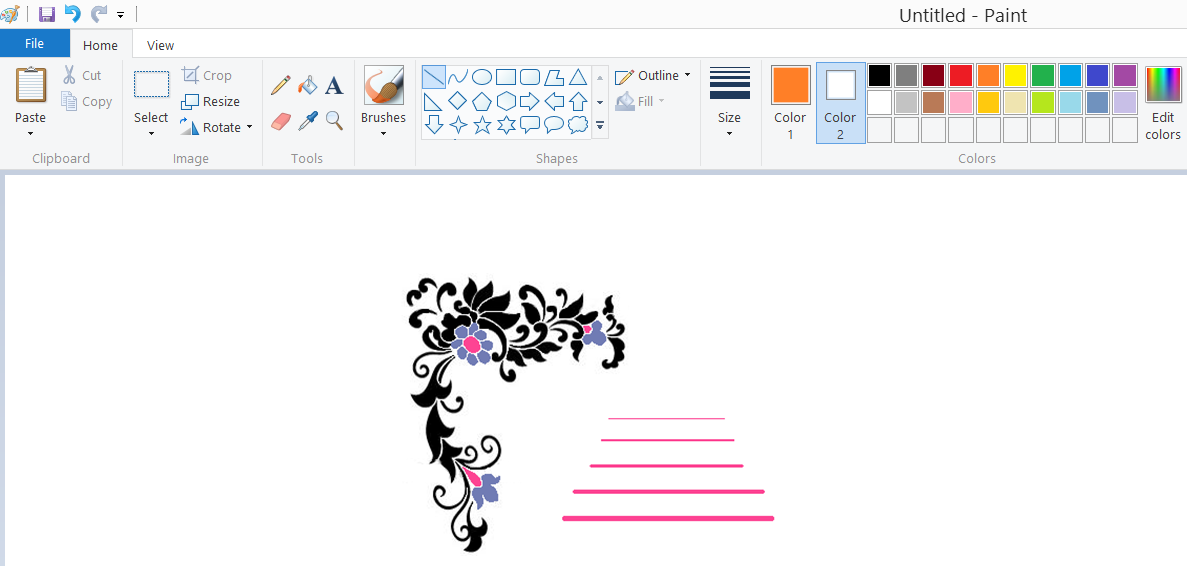 Untitled - Paint
File Home View
Paste Cut Copy Clipboard
Select Crop Resize Rotate Image
A Tools
Brushes
Outline Fill Shapes
Size
Color 1 Color 2 Edit colors Colors